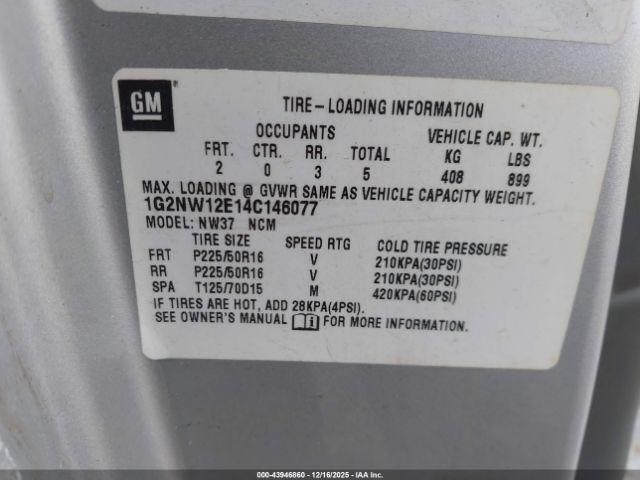 GM
TIRE-LOADING INFORMATION
OCCUPANTS VEHICLE CAP. WT.
FRT. CTR. RR. TOTAL KG LBS
2 0 3 5 408 899
MAX. LOADING @ GVWR SAME AS VEHICLE CAPACITY WEIGHT.
1G2NW12E14C146077
MODEL: NW37 NCM
TIRE SIZE SPEED RTG COLD TIRE PRESSURE
FRT P225/50R16 V 210KPA(30PSI)
RR P225/50R16 V 210KPA(30PSI)
SPA T125/70D15 M 420KPA(60PSI)
IF TIRES ARE HOT, ADD 28KPA(4PSI).
SEE OWNER'S MANUAL i FOR MORE INFORMATION.
000-43946860 - 12/16/2025 - IAA, Inc.